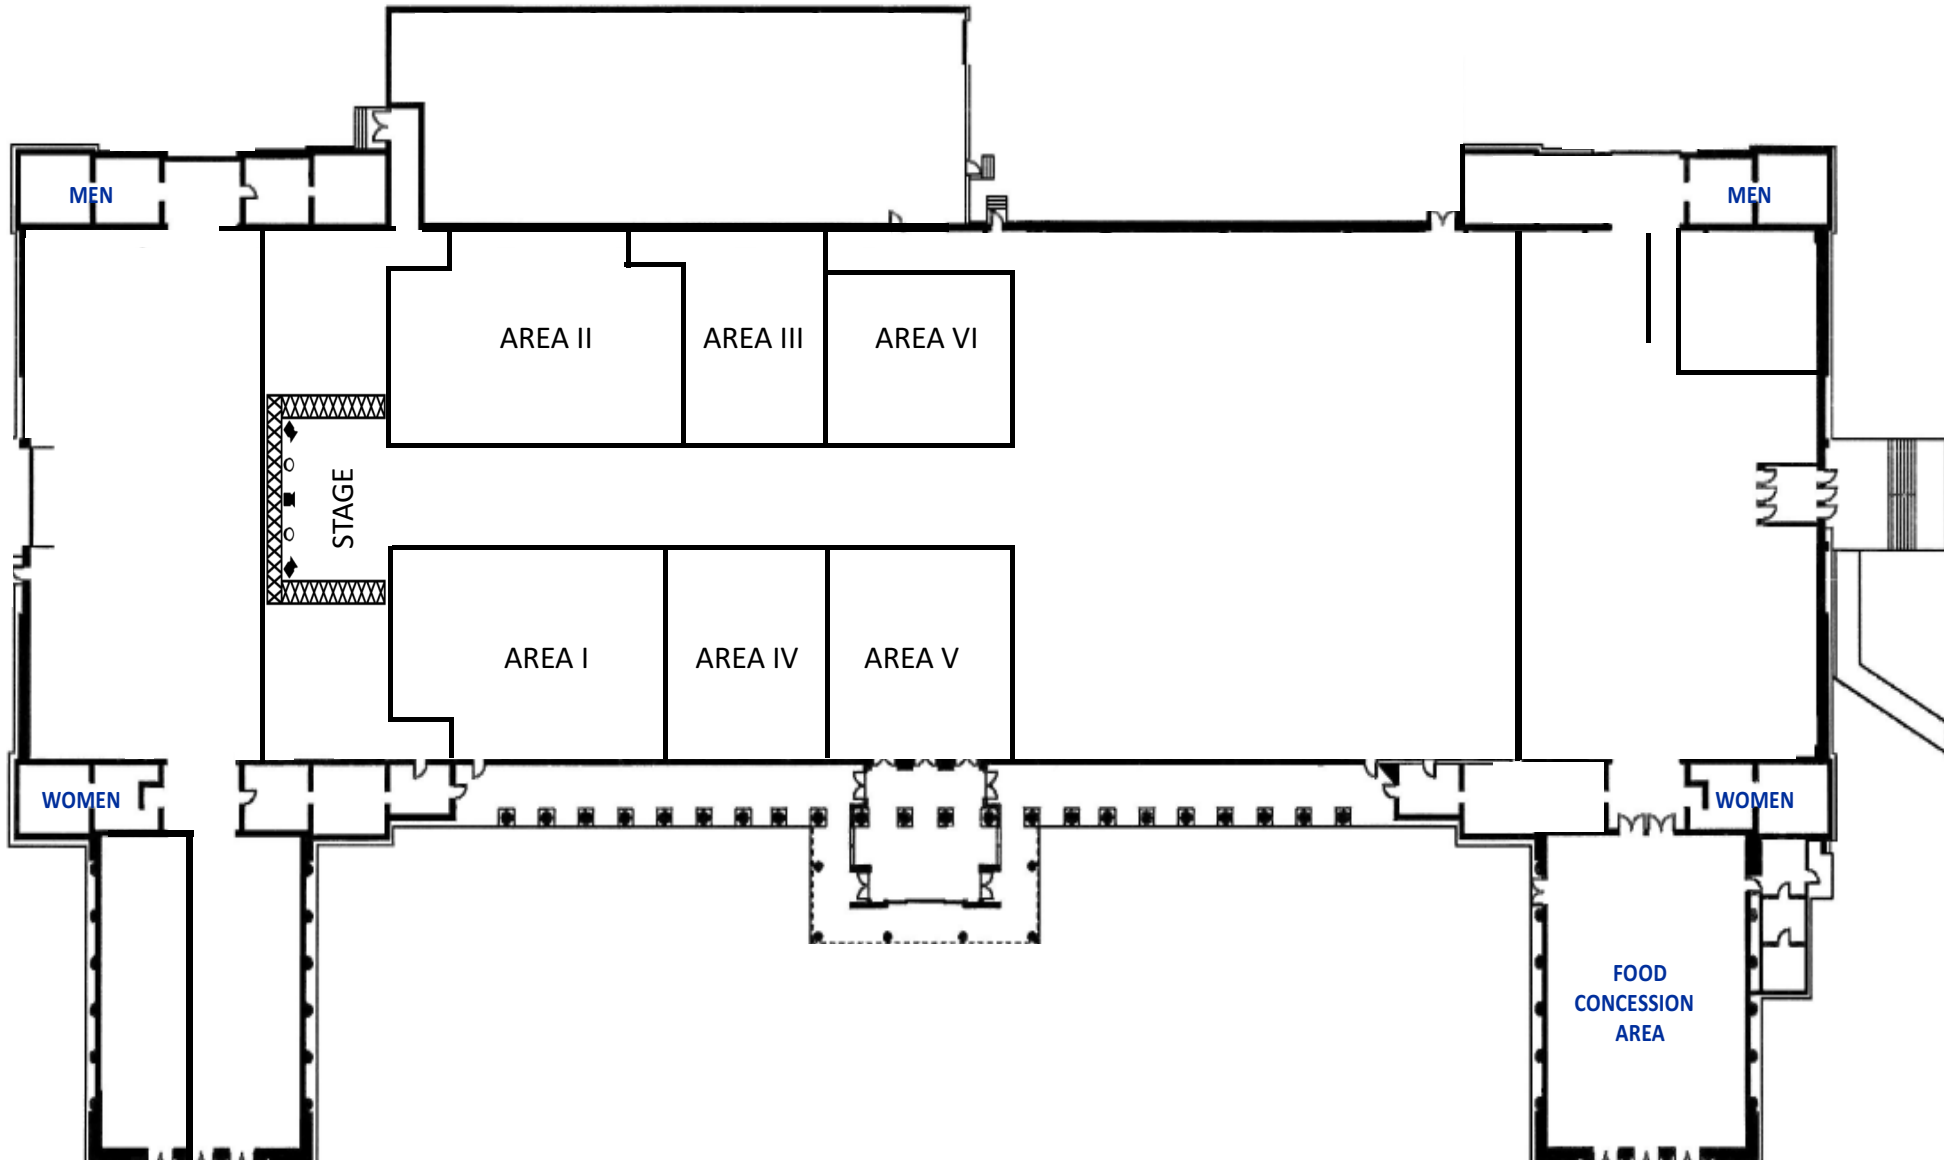 MEN
MEN
AREA II
AREA III
AREA VI
STAGE
AREA I
AREA IV
AREA V
WOMEN
WOMEN
FOOD
CONCESSION
AREA